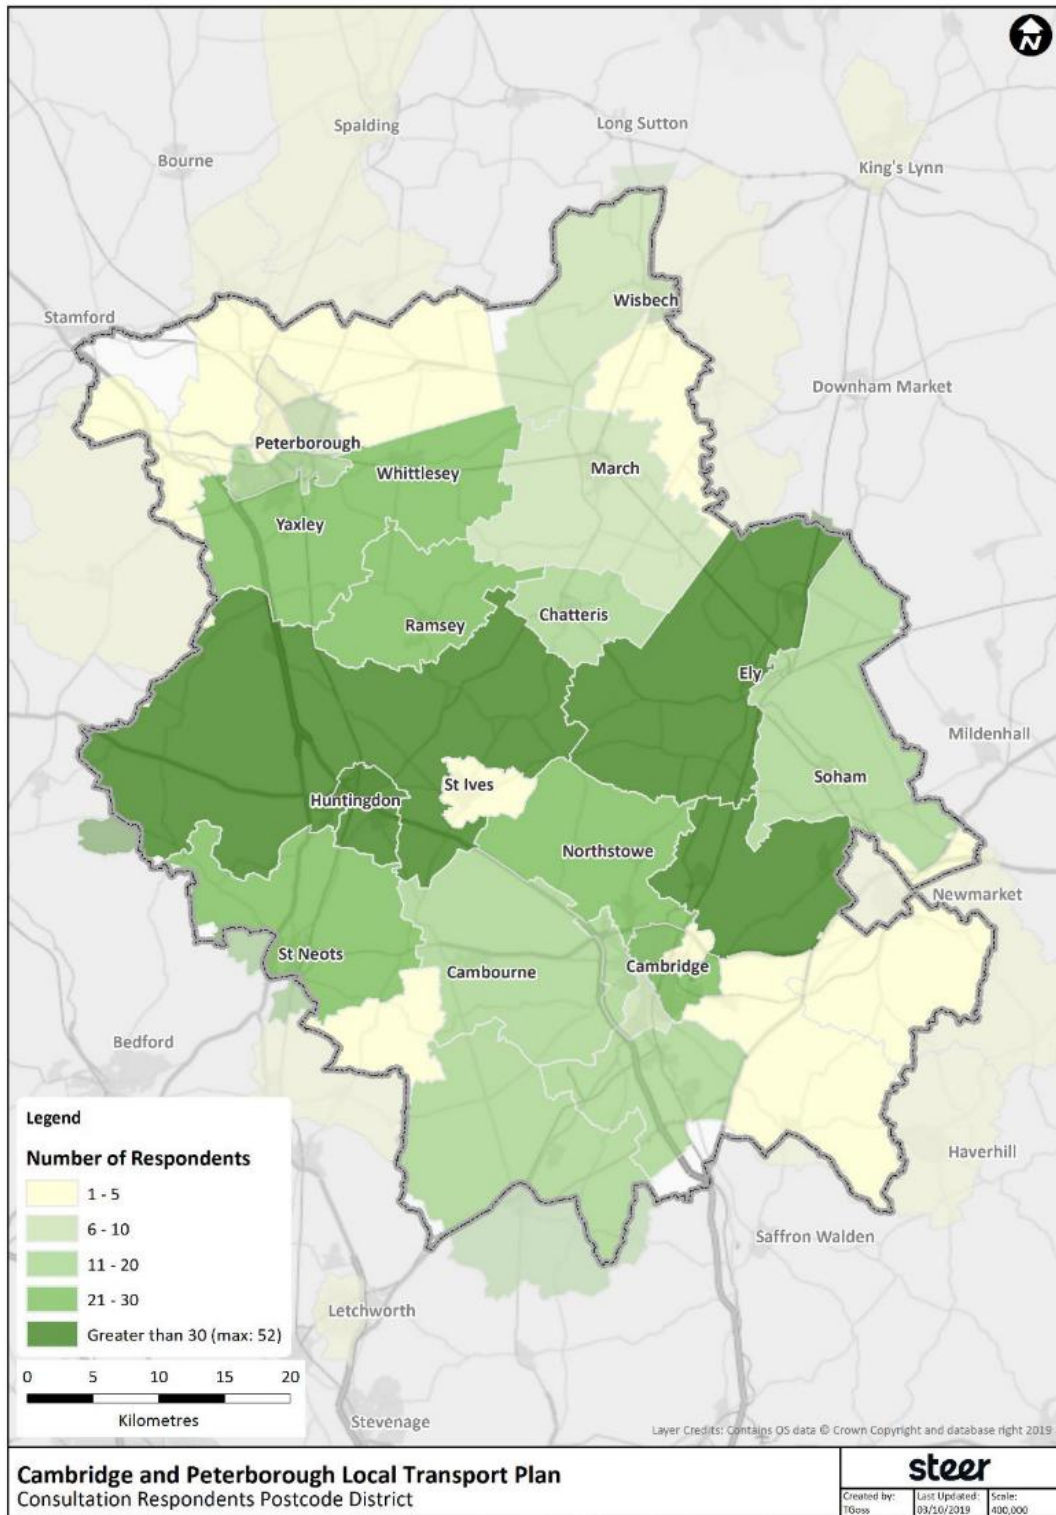 N
Spalding
Long Sutton
Bourne
King's Lynn
Wisbech
Stamford
Downham Market
Peterborough
Whittlesey
March
Yaxley
Chatteris
Ramsey
Ely
Mildenhall
Soham
St Ives
Huntingdon
Northstowe
Newmarket
St Neots
Cambourne
Cambridge
Bedford
Haverhill
Saffron Walden
Letchworth
Stevenage
Legend
Number of Respondents
1 - 5
6 - 10
11 - 20
21 - 30
Greater than 30 (max: 52)
0 5 10 15 20
Kilometres
Layer Credits: Contains OS data © Crown Copyright and database right 2019
Cambridge and Peterborough Local Transport Plan
Consultation Respondents Postcode District
steer
Created by: Last Updated: Scale:
TGoss 03/10/2019 400,000